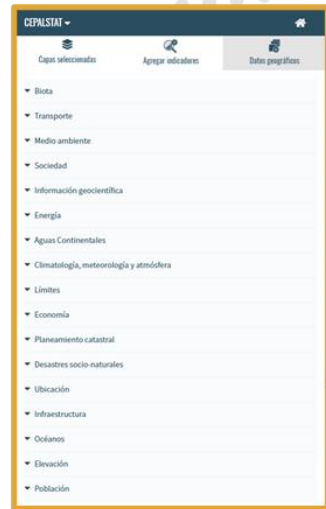 CEPALSTAT
Capas seleccionadas
Agregar indicadores
Datos geográficos
Biota
Transporte
Medio ambiente
Sociedad
Información geocientífica
Energía
Aguas Continentales
Climatología, meteorología y atmósfera
Límites
Economía
Planeamiento catastral
Desastres socio-naturales
Ubicación
Infraestructura
Océanos
Elevación
Población